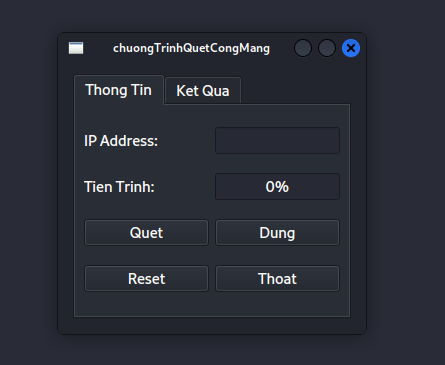 chuongTrinhQuetCongMang
Thong Tin Ket Qua
IP Address:
Tien Trinh: 0%
Quet Dung
Reset Thoat